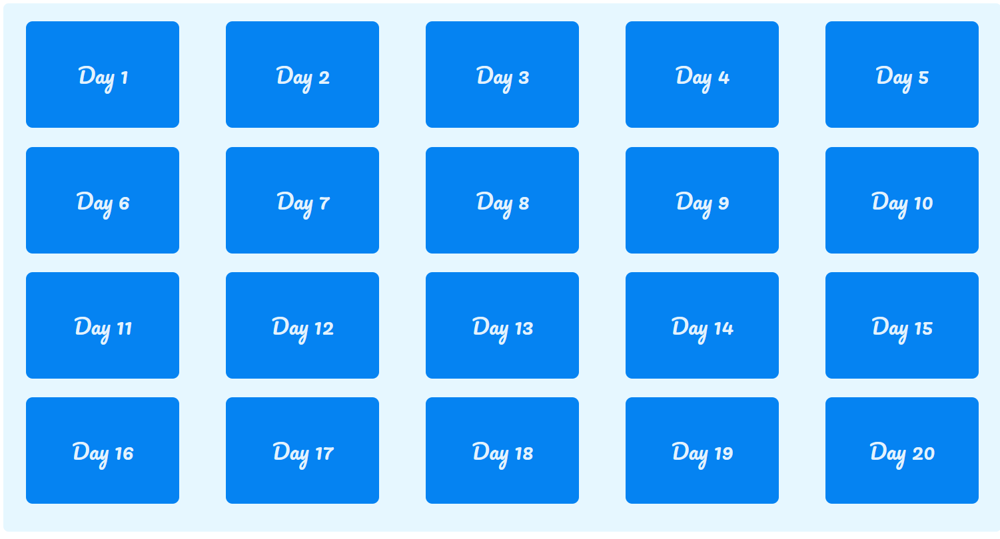 Day 1
Day 2
Day 3
Day 4
Day 5
Day 6
Day 7
Day 8
Day 9
Day 10
Day 11
Day 12
Day 13
Day 14
Day 15
Day 16
Day 17
Day 18
Day 19
Day 20